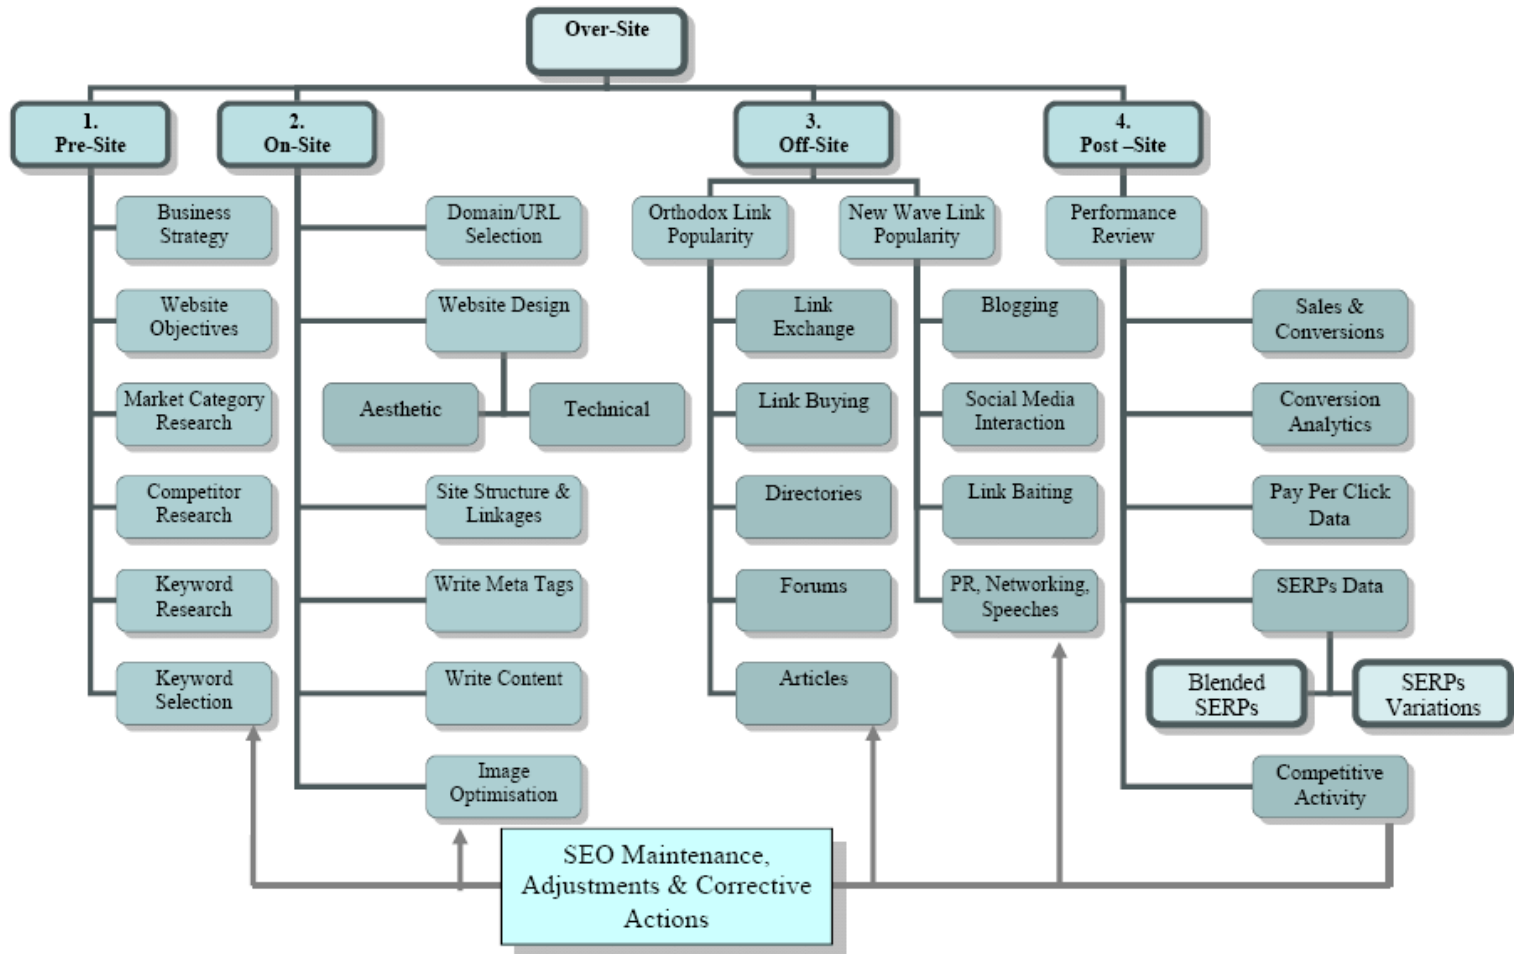 Over-Site
1.
Pre-Site
2.
On-Site
3.
Off-Site
4.
Post –Site
Business
Strategy
Website
Objectives
Market Category
Research
Competitor
Research
Keyword
Research
Keyword
Selection
Domain/URL
Selection
Website Design
Aesthetic
Technical
Site Structure &
Linkages
Write Meta Tags
Write Content
Image
Optimisation
Orthodox Link
Popularity
Link
Exchange
Link Buying
Directories
Forums
Articles
New Wave Link
Popularity
Blogging
Social Media
Interaction
Link Baiting
PR, Networking,
Speeches
Performance
Review
Sales &
Conversions
Conversion
Analytics
Pay Per Click
Data
SERPs Data
Blended
SERPs
SERPs
Variations
Competitive
Activity
SEO Maintenance,
Adjustments & Corrective
Actions